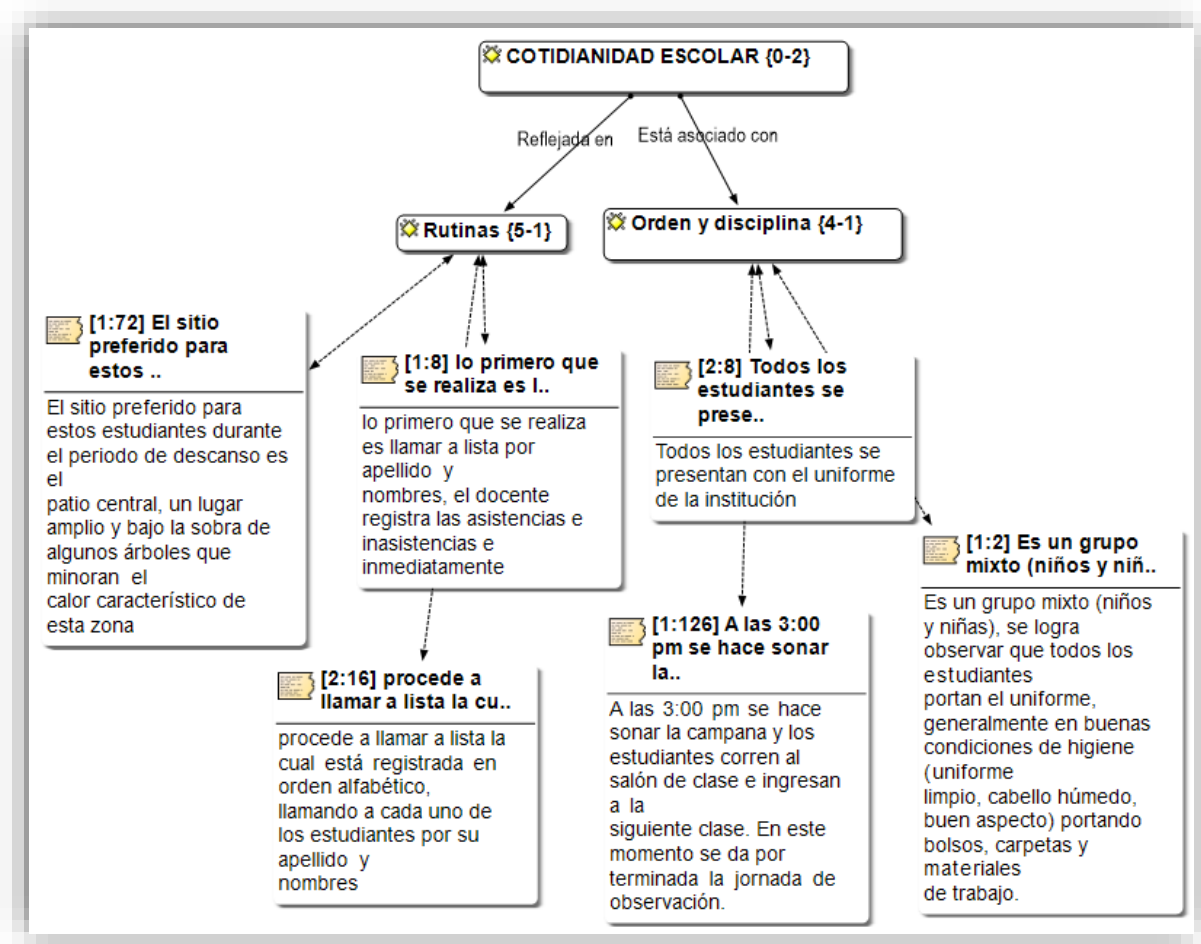 COTIDIANIDAD ESCOLAR {0-2}
Reflejada en
Está asociado con
Rutinas {5-1}
Orden y disciplina {4-1}
[1:72] El sitio
preferido para
estos ..
El sitio preferido para
estos estudiantes durante
el periodo de descanso es
el
patio central, un lugar
amplio y bajo la sobra de
algunos árboles que
minoran el
calor característico de
esta zona
[1:8] lo primero que
se realiza es l..
lo primero que se realiza
es llamar a lista por
apellido y
nombres, el docente
registra las asistencias e
inasistencias e
inmediatamente
[2:8] Todos los
estudiantes se
prese..
Todos los estudiantes se
presentan con el uniforme
de la institución
[1:2] Es un grupo
mixto (niños y niñ..
Es un grupo mixto (niños
y niñas), se logra
observar que todos los
estudiantes
portan el uniforme,
generalmente en buenas
condiciones de higiene
(uniforme
limpio, cabello húmedo,
buen aspecto) portando
bolsos, carpetas y
materiales
de trabajo.
[2:16] procede a
llamar a lista la cu..
procede a llamar a lista la
cual está registrada en
orden alfabético,
llamando a cada uno de
los estudiantes por su
apellido y
nombres
[1:126] A las 3:00
pm se hace sonar
la..
A las 3:00 pm se hace
sonar la campana y los
estudiantes corren al
salón de clase e ingresan
a la
siguiente clase. En este
momento se da por
terminada la jornada de
observación.